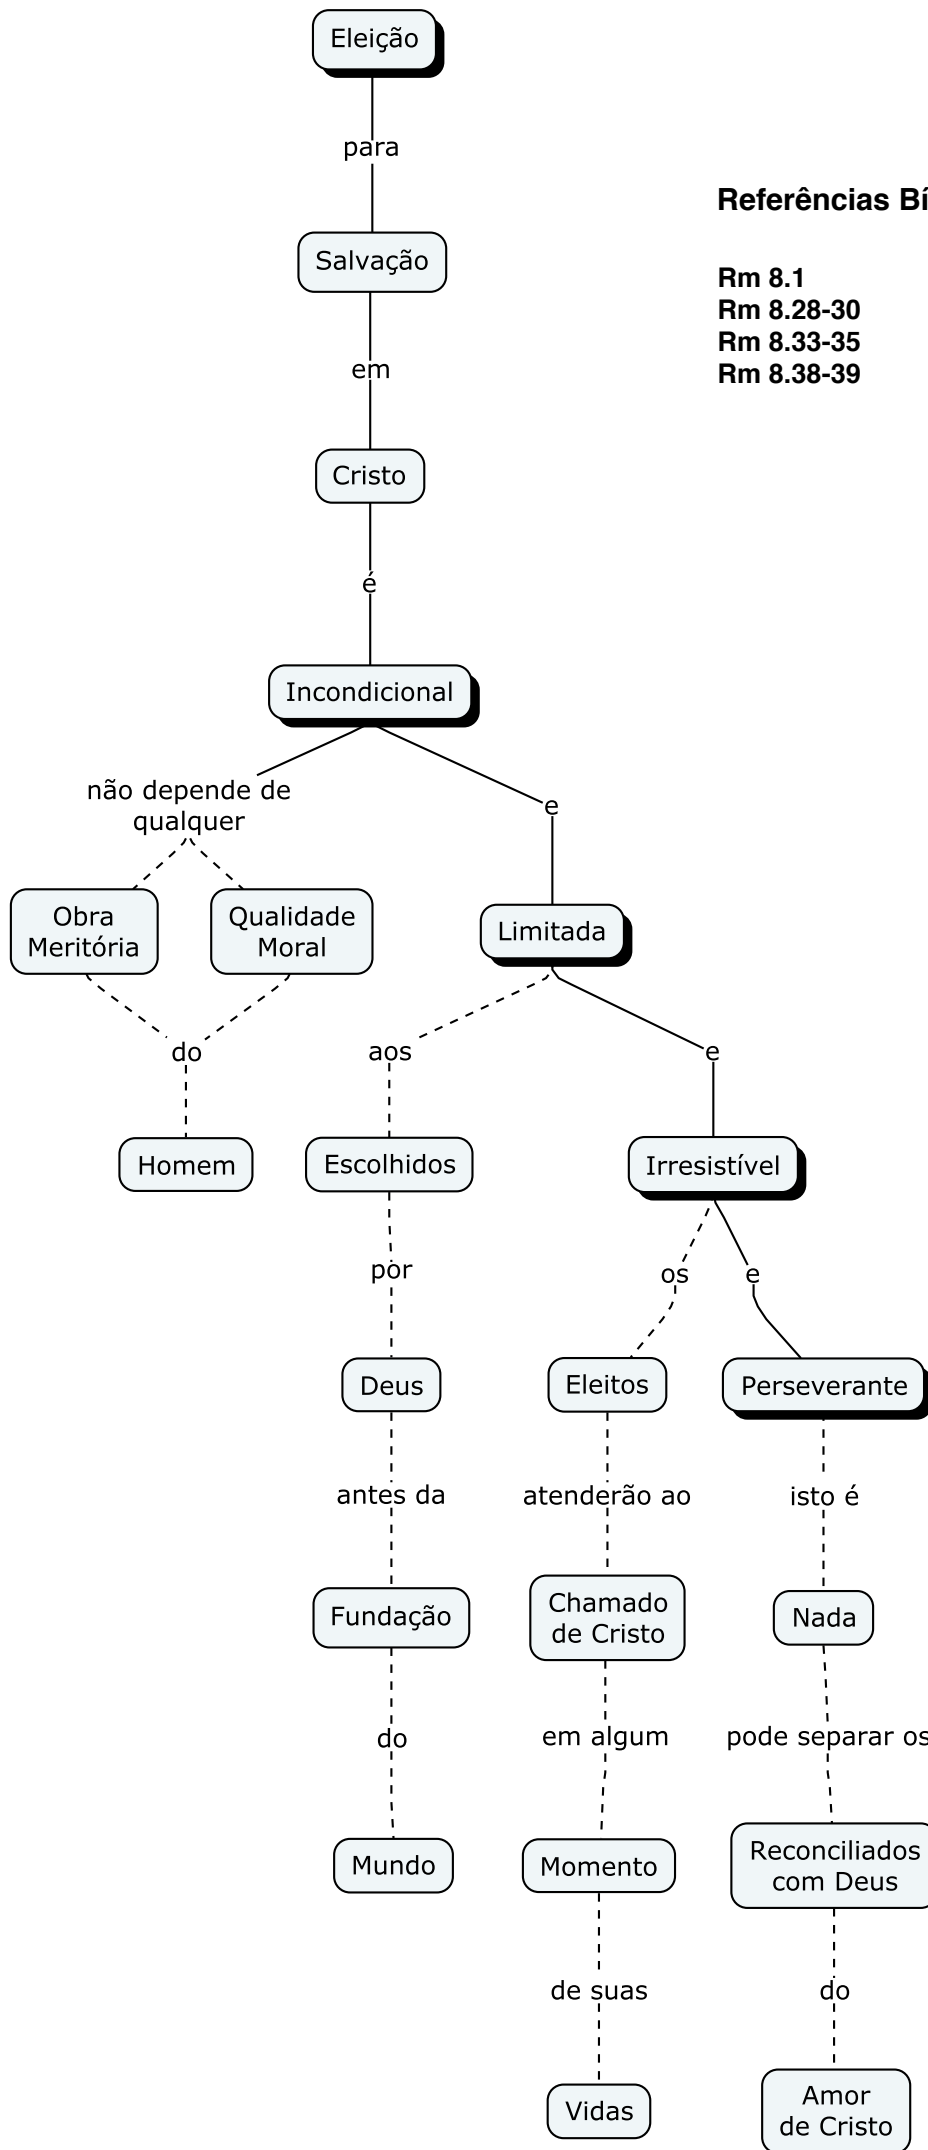 Eleição
para
Referências Bí
Salvação
Rm 8.1
Rm 8.28-30
Rm 8.33-35
Rm 8.38-39
em
Cristo
é
Incondicional
não depende de
qualquer
e
Obra
Meritória
Qualidade
Moral
Limitada
do
aos
e
Homem
Escolhidos
Irresistível
por
os
e
Deus
Eleitos
Perseverante
antes da
atenderão ao
isto é
Fundação
Chamado
de Cristo
Nada
do
em algum
pode separar os
Mundo
Momento
Reconciliados
com Deus
de suas
do
Vidas
Amor
de Cristo